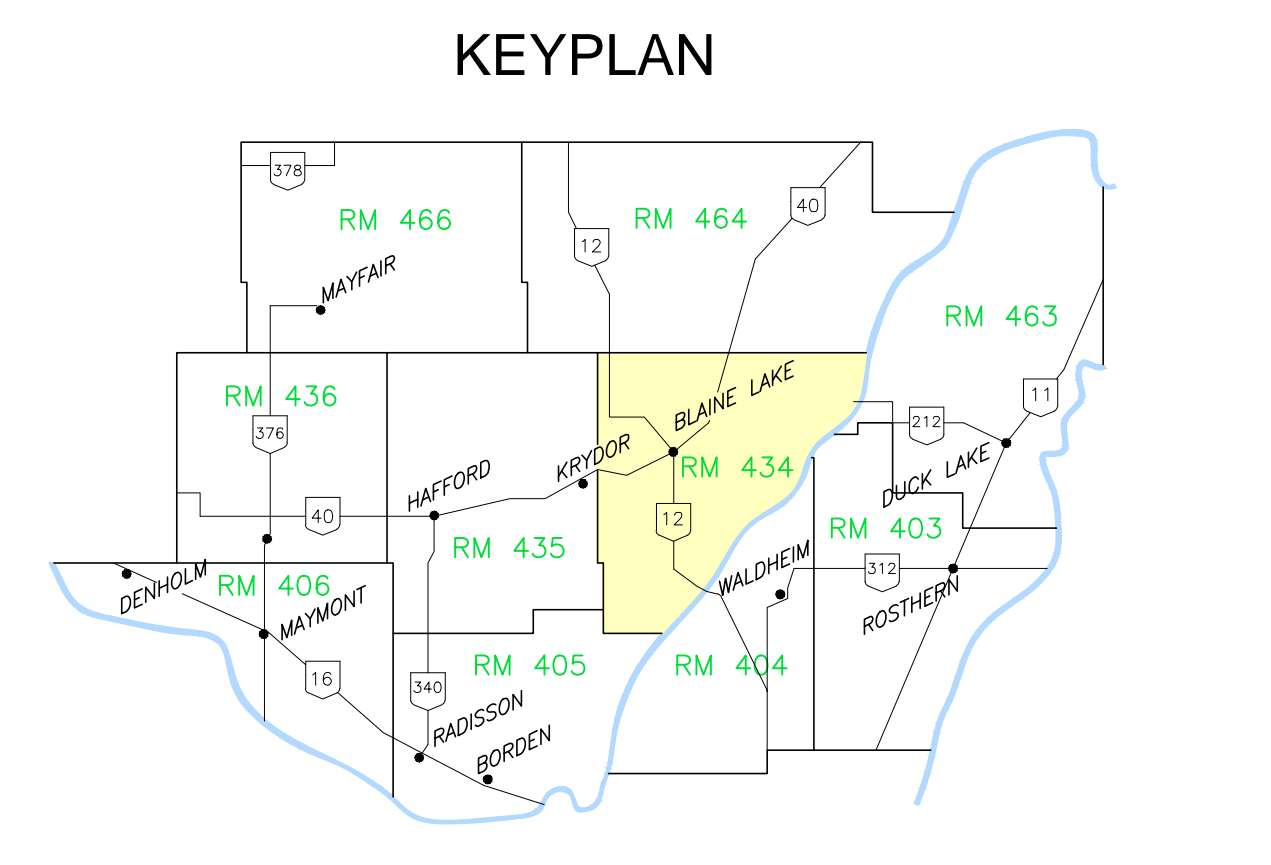 KEYPLAN
378
RM 466
RM 464
40
12
MAYFAIR
RM 463
RM 436
BLAINE LAKE
11
376
212
KRYDOR
RM 434
HAFFORD
DUCK LAKE
40
12
RM 403
RM 435
WALDHEIM
312
DENHOLM
RM 406
MAYMONT
ROSTHERN
RM 405
RM 404
16
340
RADISSON
BORDEN